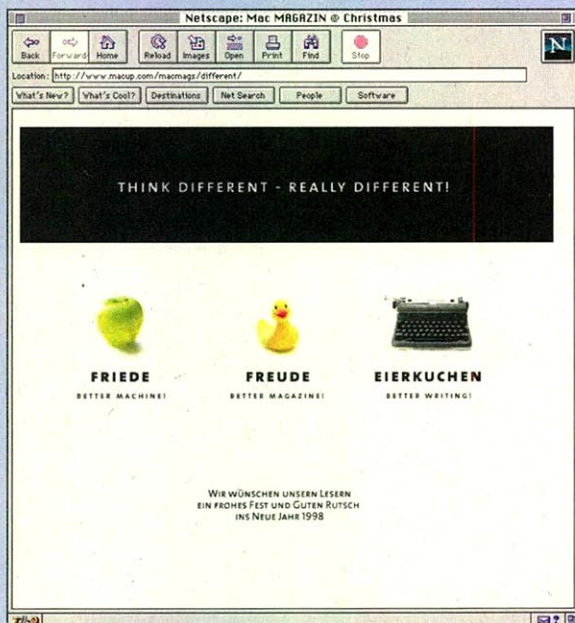 Netscape: Mac MAGAZIN @ Christmas
Back Forward Home Reload Images Open Print Find Stop
N
Location: http://www.macup.com/macmags/different/
What's New? What's Cool? Destinations Net Search People Software
THINK DIFFERENT - REALLY DIFFERENT!
FRIEDE FREUDE EIERKUCHEN
BETTER MACHINE! BETTER MAGAZINE! BETTER WRITING!
WIR WÜNSCHEN UNSERN LESERN
EIN FROHES FEST UND GUTEN RUTSCH
INS NEUE JAHR 1998